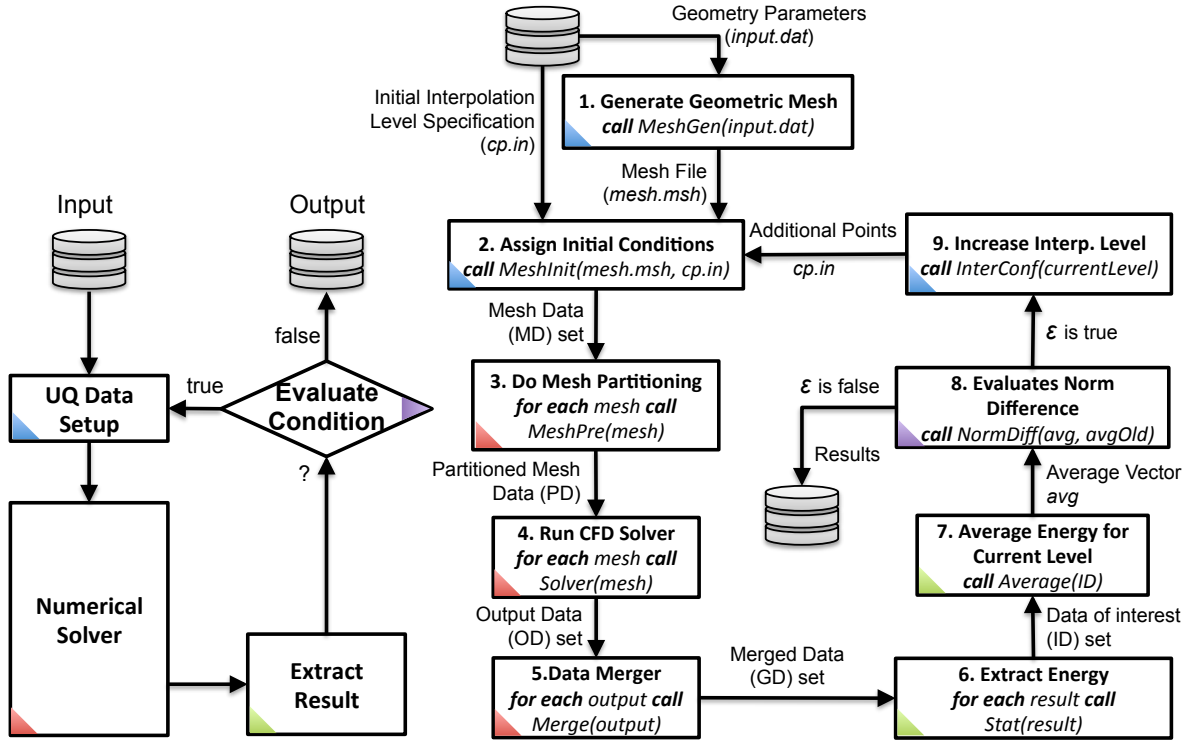 Input
Output
false
true
UQ Data
Setup
Evaluate
Condition
?
Numerical
Solver
Extract
Result
Geometry Parameters
(input.dat)
Initial Interpolation
Level Specification
(cp.in)
1. Generate Geometric Mesh
call MeshGen(input.dat)
Mesh File
(mesh.msh)
2. Assign Initial Conditions
call MeshInit(mesh.msh, cp.in)
Additional Points
cp.in
9. Increase Interp. Level
call InterConf(currentLevel)
Mesh Data
(MD) set
3. Do Mesh Partitioning
for each mesh call
MeshPre(mesh)
Partitioned Mesh
Data (PD)
4. Run CFD Solver
for each mesh call
Solver(mesh)
Output Data
(OD) set
5.Data Merger
for each output call
Merge(output)
Merged Data
(GD) set
6. Extract Energy
for each result call
Stat(result)
Data of interest
(ID) set
7. Average Energy for
Current Level
call Average(ID)
Average Vector
avg
8. Evaluates Norm
Difference
call NormDiff(avg, avgOld)
ε is true
ε is false
Results